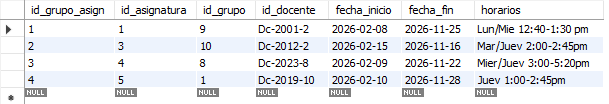 id_grupo_asign id_asignatura id_grupo id_docente fecha_inicio fecha_fin horarios
1 1 9 Dc-2001-2 2026-02-08 2026-11-25 Lun/Mie 12:40-1:30 pm
2 3 10 Dc-2012-2 2026-02-15 2026-11-16 Mar/Juev 2:00-2:45pm
3 4 8 Dc-2023-8 2026-02-09 2026-11-22 Mier/Juev 3:00-5:20pm
4 5 1 Dc-2019-10 2026-02-10 2026-11-28 Juev 1:00-2:45pm
NULL NULL NULL NULL NULL NULL NULL